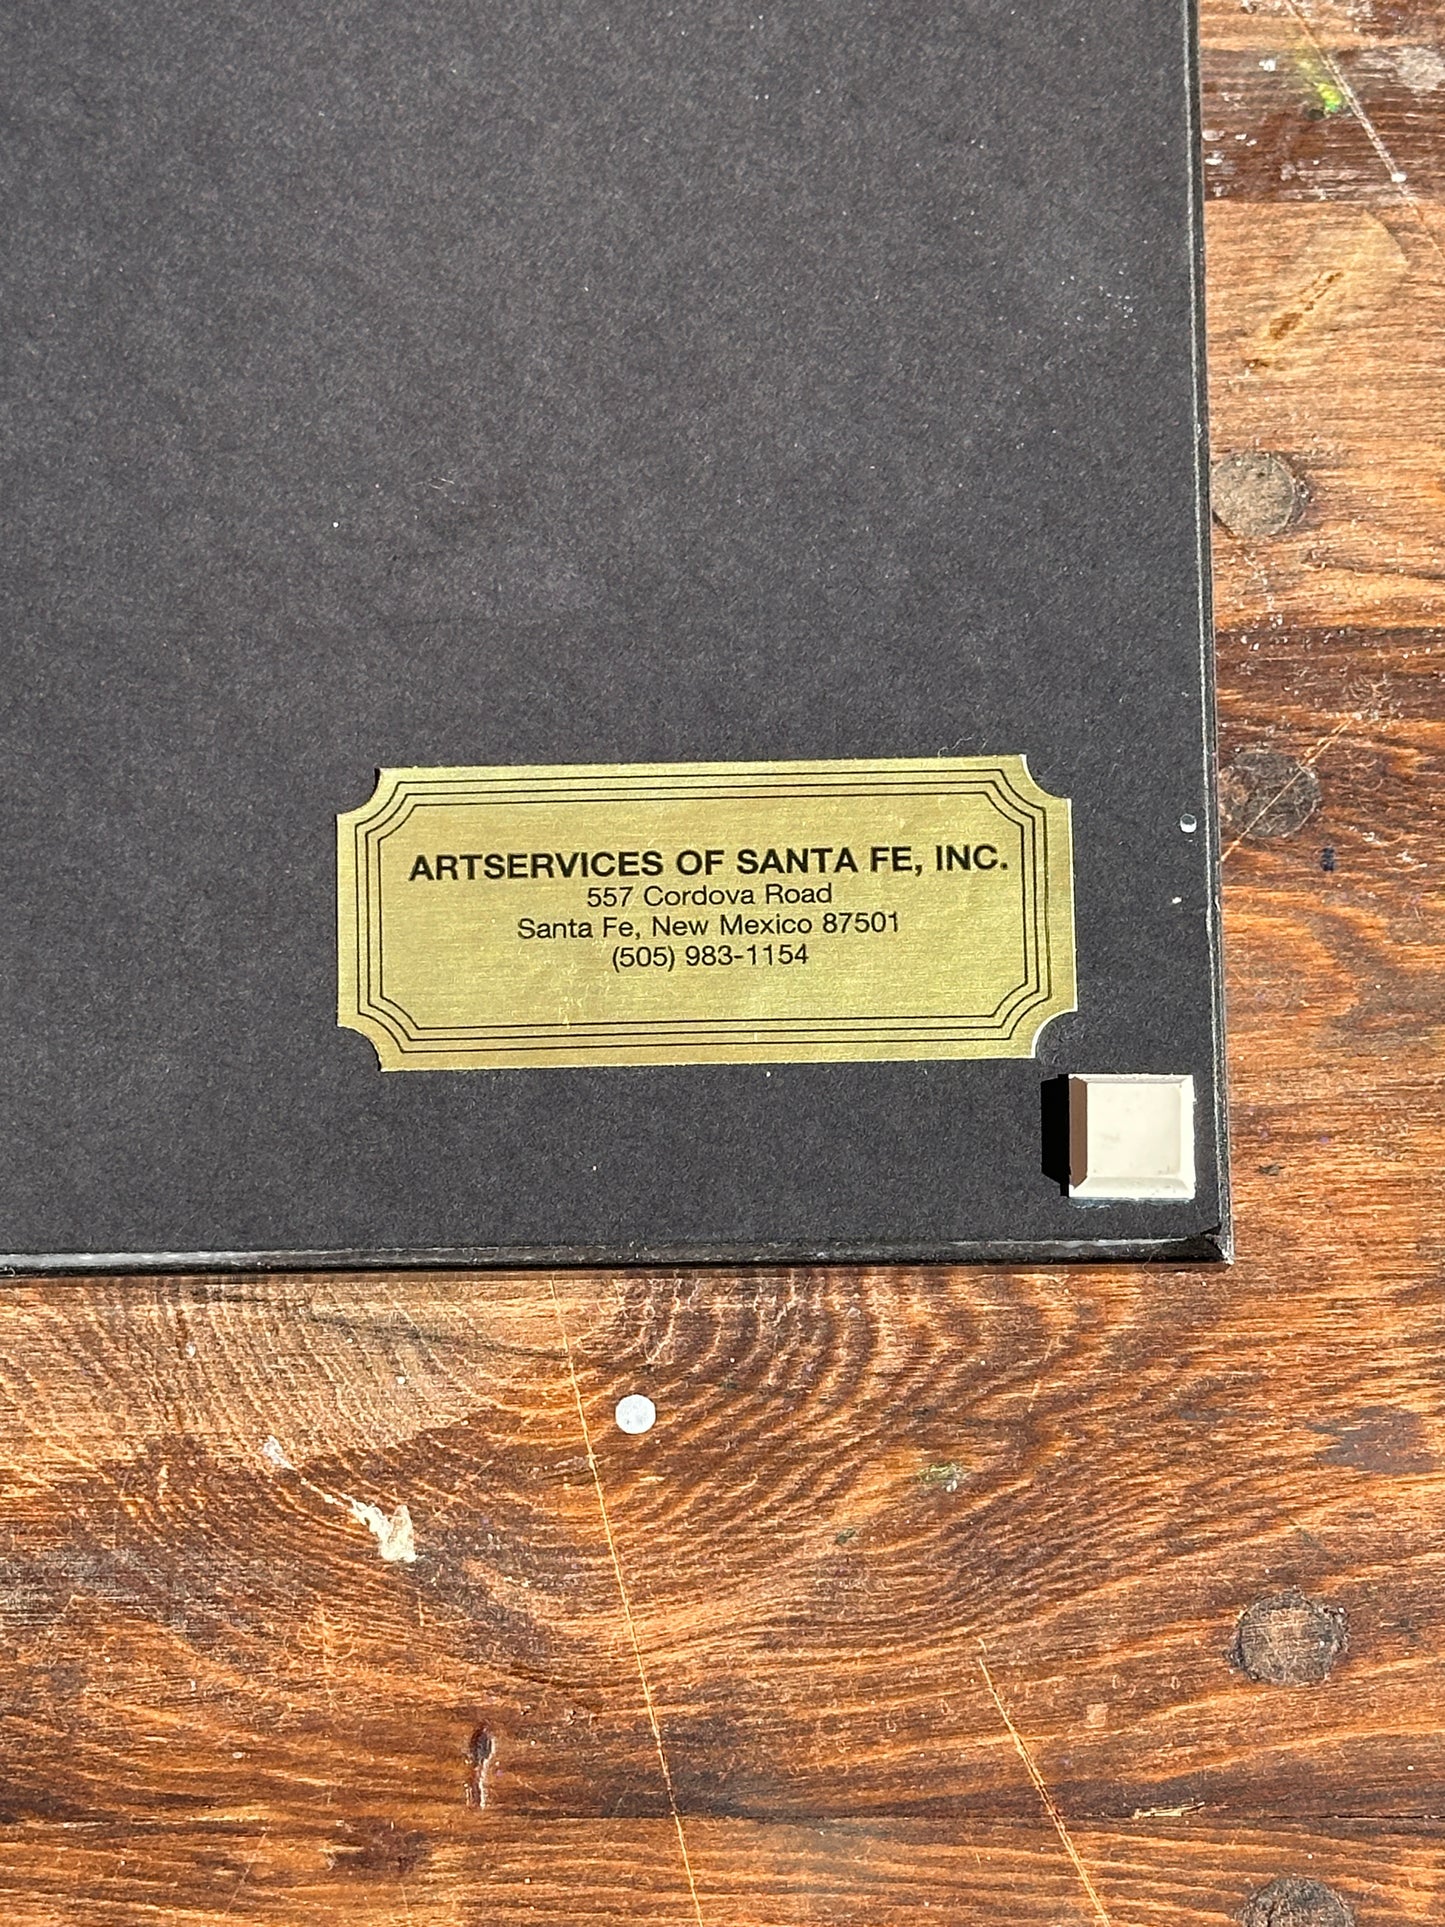 ARTSERVICES OF SANTA FE, INC.
557 Cordova Road
Santa Fe, New Mexico 87501
(505) 983-1154